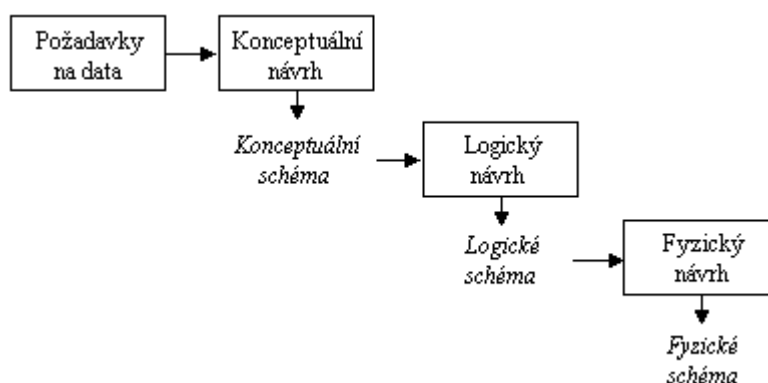 Požadavky
na data
Konceptuální
návrh
Konceptuální
schéma
Logický
návrh
Logické
schéma
Fyzický
návrh
Fyzické
schéma